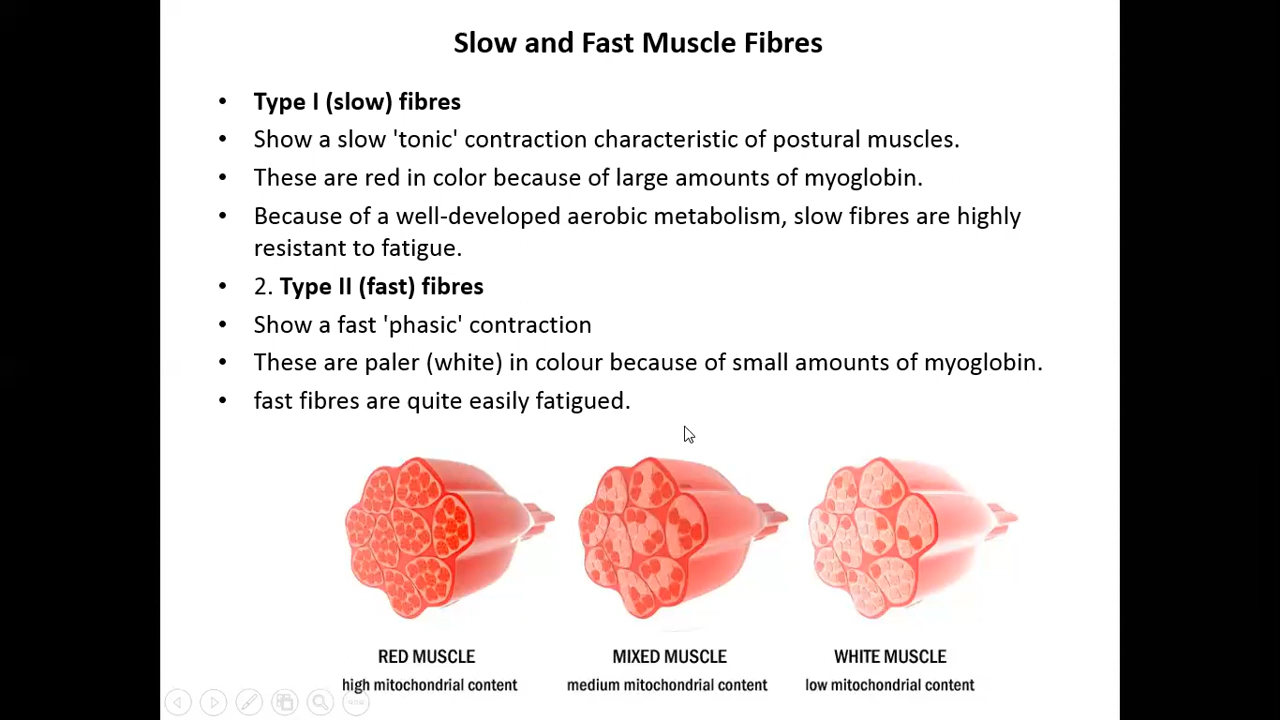 Slow and Fast Muscle Fibres
• Type I (slow) fibres
• Show a slow 'tonic' contraction characteristic of postural muscles.
• These are red in color because of large amounts of myoglobin.
• Because of a well-developed aerobic metabolism, slow fibres are highly
resistant to fatigue.
• 2. Type II (fast) fibres
• Show a fast 'phasic' contraction
• These are paler (white) in colour because of small amounts of myoglobin.
• fast fibres are quite easily fatigued.
RED MUSCLE
high mitochondrial content
MIXED MUSCLE
medium mitochondrial content
WHITE MUSCLE
low mitochondrial content